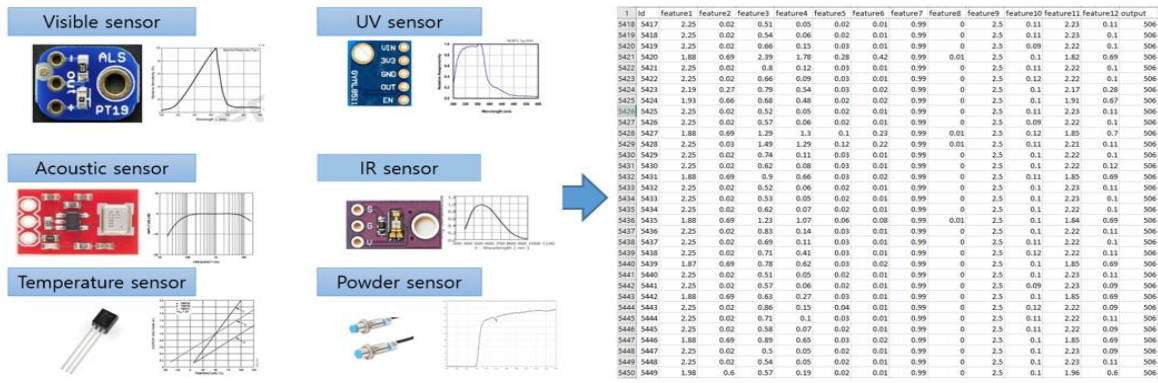 Visible sensor
ALS
OUT
PT19
UV sensor
VIN
3V3
GND
OUT
EN
Acoustic sensor
IR sensor
S
G
V
Temperature sensor
Powder sensor
1 Id feature1 feature2 feature3 feature4 feature5 feature6 feature7 feature8 feature9 feature10 feature11 feature12 output
5418 5417 2.25 0.02 0.51 0.05 0.02 0.01 0.99 0 2.5 0.11 2.23 0.11 506
5419 5418 2.25 0.02 0.54 0.06 0.02 0.01 0.99 0 2.5 0.11 2.23 0.1 506
5420 5419 2.25 0.02 0.66 0.15 0.03 0.01 0.99 0 2.5 0.09 2.22 0.1 506
5421 5420 1.88 0.69 2.39 1.78 0.28 0.42 0.99 0.01 2.5 0.1 1.82 0.69 506
5422 5421 2.25 0.02 0.8 0.12 0.03 0.01 0.99 0 2.5 0.11 2.22 0.1 506
5423 5422 2.25 0.02 0.66 0.09 0.03 0.01 0.99 0 2.5 0.12 2.22 0.1 506
5424 5423 2.19 0.27 0.79 0.54 0.03 0.02 0.99 0 2.5 0.1 2.17 0.28 506
5425 5424 1.93 0.66 0.68 0.48 0.02 0.02 0.99 0 2.5 0.1 1.91 0.67 506
5426 5425 2.25 0.02 0.52 0.05 0.02 0.01 0.99 0 2.5 0.11 2.23 0.11 506
5427 5426 2.25 0.02 0.57 0.06 0.02 0.01 0.99 0 2.5 0.09 2.22 0.1 506
5428 5427 1.88 0.69 1.29 1.3 0.1 0.23 0.99 0.01 2.5 0.12 1.85 0.7 506
5429 5428 2.25 0.03 1.49 1.29 0.12 0.22 0.99 0.01 2.5 0.11 2.21 0.11 506
5430 5429 2.25 0.02 0.74 0.11 0.03 0.01 0.99 0 2.5 0.1 2.22 0.11 506
5431 5430 2.25 0.02 0.62 0.08 0.03 0.01 0.99 0 2.5 0.1 2.22 0.12 506
5432 5431 1.88 0.69 0.9 0.66 0.03 0.02 0.99 0 2.5 0.11 1.85 0.69 506
5433 5432 2.25 0.02 0.52 0.06 0.02 0.01 0.99 0 2.5 0.1 2.23 0.11 506
5434 5433 2.25 0.02 0.53 0.05 0.02 0.01 0.99 0 2.5 0.1 2.23 0.1 506
5435 5434 2.25 0.02 0.62 0.07 0.02 0.01 0.99 0 2.5 0.1 2.22 0.1 506
5436 5435 1.88 0.69 1.23 1.07 0.06 0.08 0.99 0.01 2.5 0.1 1.84 0.69 506
5437 5436 2.25 0.02 0.83 0.14 0.03 0.01 0.99 0 2.5 0.1 2.22 0.11 506
5438 5437 2.25 0.02 0.69 0.11 0.03 0.01 0.99 0 2.5 0.11 2.22 0.1 506
5439 5438 2.25 0.02 0.71 0.41 0.03 0.01 0.99 0 2.5 0.12 2.22 0.11 506
5440 5439 1.87 0.69 0.78 0.62 0.03 0.02 0.99 0 2.5 0.1 1.85 0.69 506
5441 5440 2.25 0.02 0.51 0.05 0.02 0.01 0.99 0 2.5 0.1 2.23 0.11 506
5442 5441 2.25 0.02 0.57 0.06 0.02 0.01 0.99 0 2.5 0.09 2.23 0.09 506
5443 5442 1.88 0.69 0.63 0.27 0.03 0.01 0.99 0 2.5 0.1 1.85 0.69 506
5444 5443 2.25 0.02 0.86 0.15 0.04 0.01 0.99 0 2.5 0.12 2.22 0.09 506
5445 5444 2.25 0.02 0.71 0.1 0.03 0.01 0.99 0 2.5 0.11 2.22 0.11 506
5446 5445 2.25 0.02 0.58 0.07 0.02 0.01 0.99 0 2.5 0.11 2.22 0.09 506
5447 5446 1.88 0.69 0.89 0.65 0.03 0.02 0.99 0 2.5 0.1 1.85 0.69 506
5448 5447 2.25 0.02 0.5 0.05 0.02 0.01 0.99 0 2.5 0.1 2.23 0.09 506
5449 5448 2.25 0.02 0.54 0.05 0.02 0.01 0.99 0 2.5 0.1 2.23 0.11 506
5450 5449 1.98 0.6 0.57 0.19 0.02 0.01 0.99 0 2.5 0.1 1.96 0.6 506